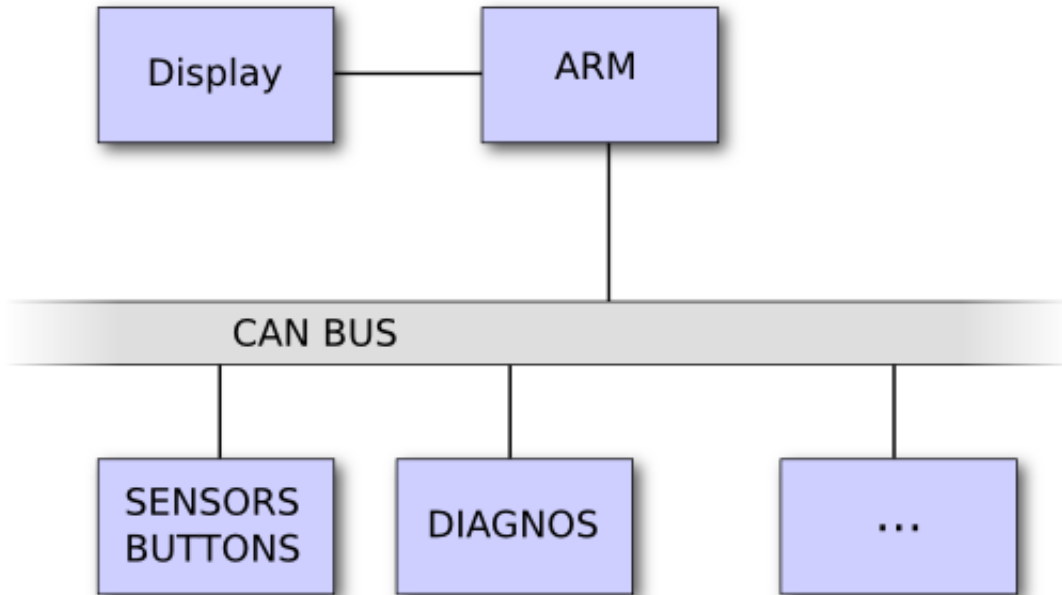 Display
ARM
CAN BUS
SENSORS
BUTTONS
DIAGNOS
...